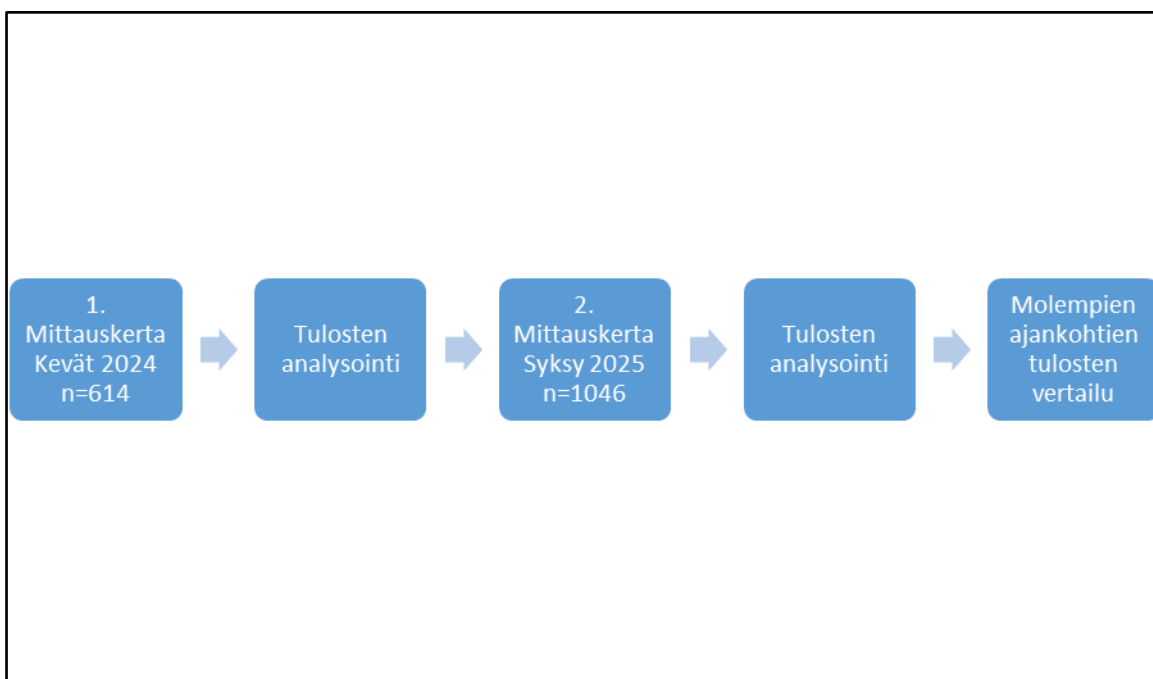 1.
Mittauskerta
Kevät 2024
n=614
Tulosten
analysointi
2.
Mittauskerta
Syksy 2025
n=1046
Tulosten
analysointi
Molempien
ajankohtien
tulosten
vertailu